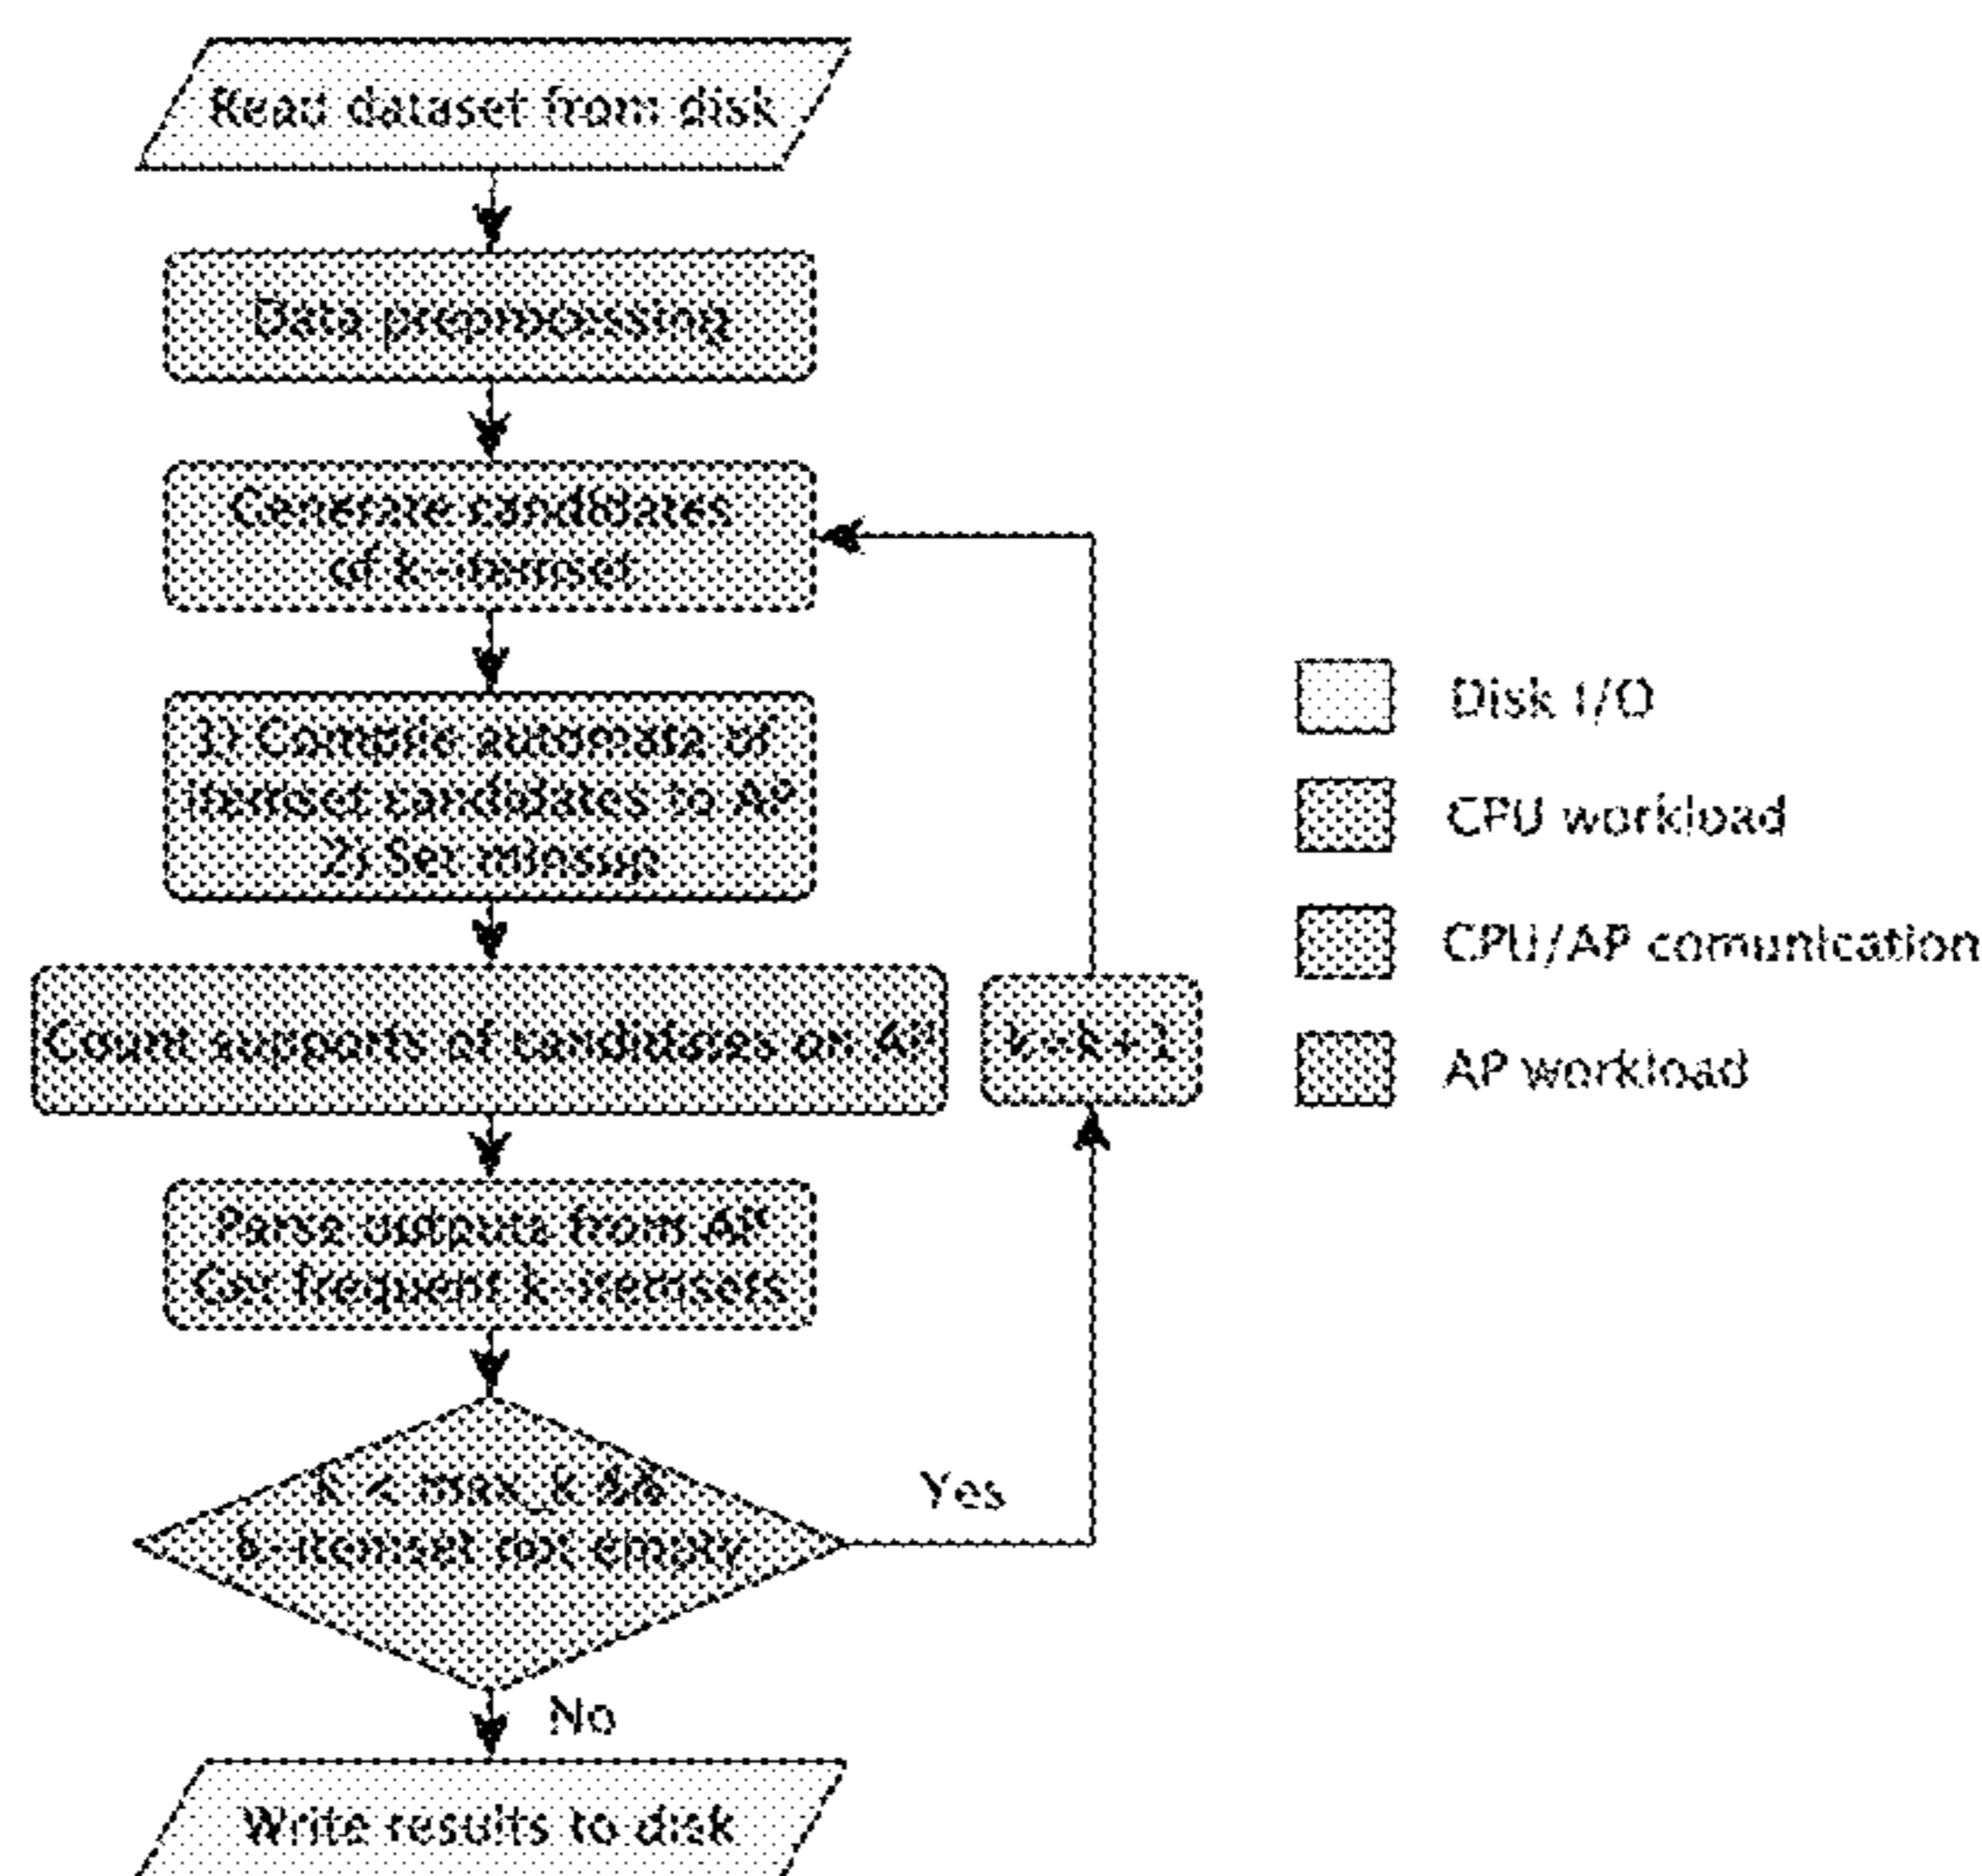 Read dataset from disk
Data preprocessing
Generate candidates
of k-itemset
1) Compile automata of
itemset candidates to AP
2) Set minsup
Count supports of candidates on AP
k=k+1
Parse outputs from AP
Get frequent k-itemsets
k < max_k &&
k-itemset not empty
Yes
No
Write results to disk
Disk I/O
CPU workload
CPU/AP comunication
AP workload